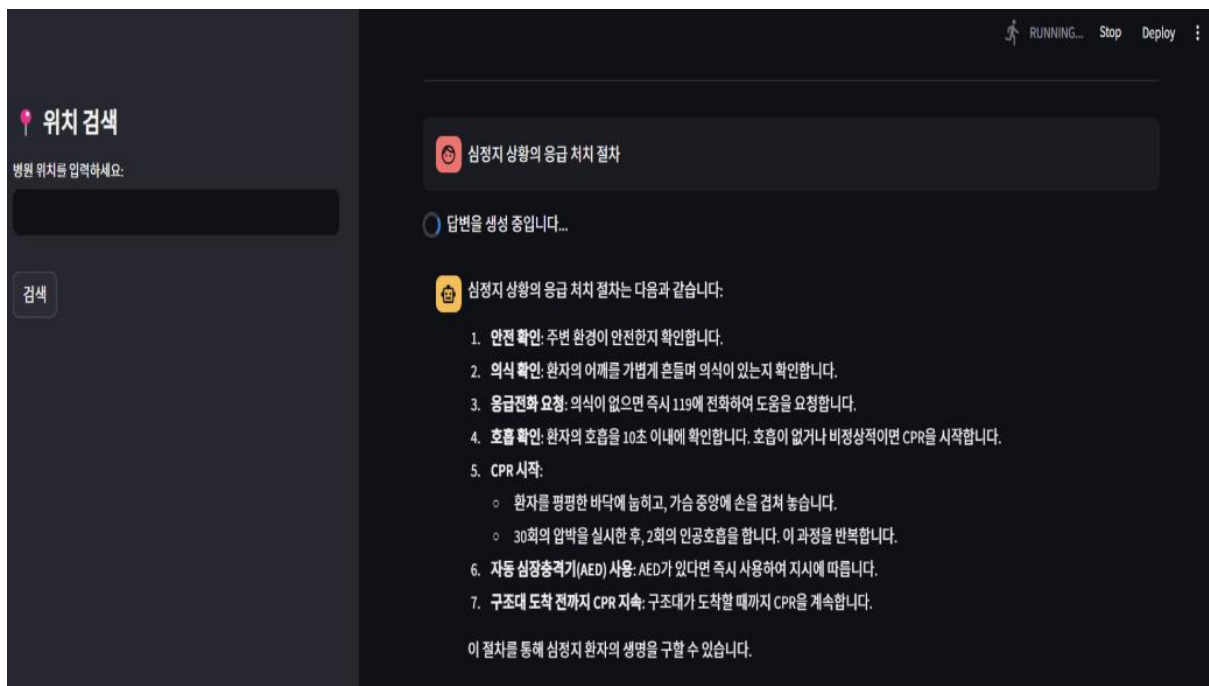 RUNNING... Stop Deploy
위치 검색
병원 위치를 입력하세요:
검색
심정지 상황의 응급 처치 절차
답변을 생성 중입니다...
심정지 상황의 응급 처치 절차는 다음과 같습니다:
1. 안전 확인: 주변 환경이 안전한지 확인합니다.
2. 의식 확인: 환자의 어깨를 가볍게 흔들며 의식이 있는지 확인합니다.
3. 응급전화 요청: 의식이 없으면 즉시 119에 전화하여 도움을 요청합니다.
4. 호흡 확인: 환자의 호흡을 10초 이내에 확인합니다. 호흡이 없거나 비정상적이면 CPR을 시작합니다.
5. CPR 시작:
○ 환자를 평평한 바닥에 눕히고, 가슴 중앙에 손을 겹쳐 놓습니다.
○ 30회의 압박을 실시한 후, 2회의 인공호흡을 합니다. 이 과정을 반복합니다.
6. 자동 심장충격기(AED) 사용: AED가 있다면 즉시 사용하여 지시에 따릅니다.
7. 구조대 도착 전까지 CPR 지속: 구조대가 도착할 때까지 CPR을 계속합니다.
이 절차를 통해 심정지 환자의 생명을 구할 수 있습니다.